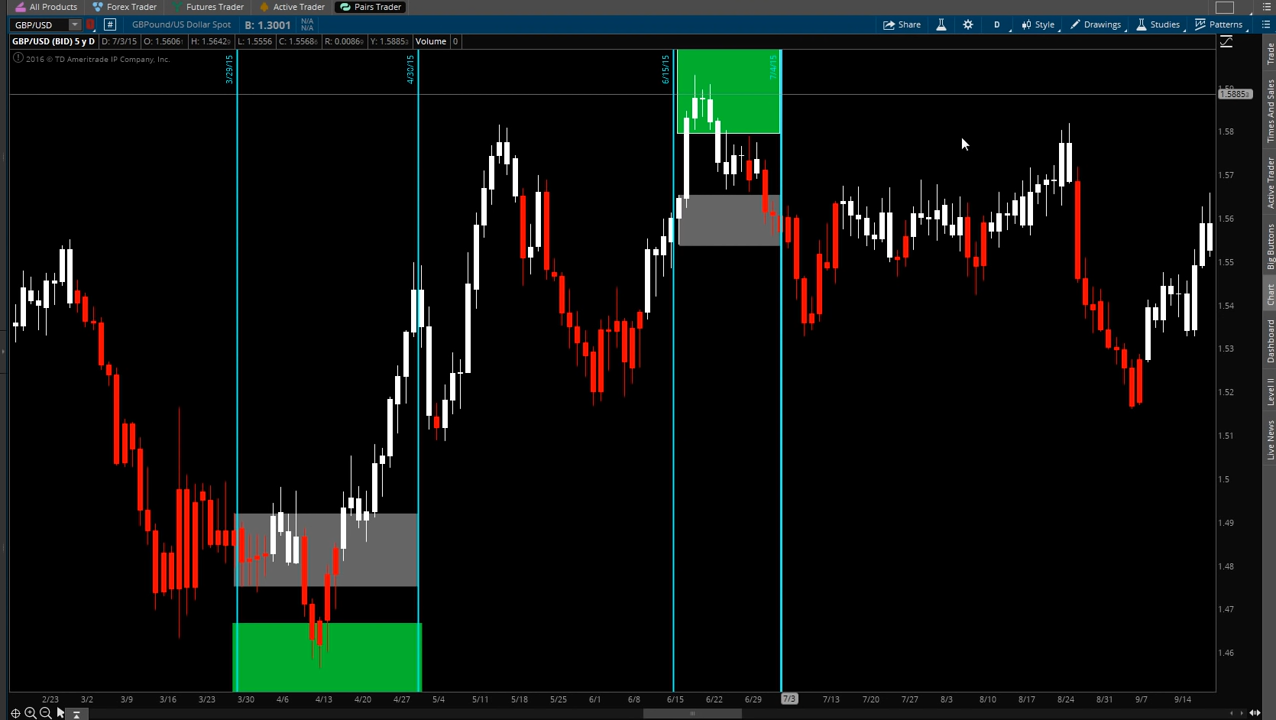 All Products Forex Trader Futures Trader Active Trader Pairs Trader
GBP/USD # GBPound/US Dollar Spot B: 1.3001 N/A N/A Share D Style Drawings Studies Patterns
GBP/USD (BID) 5 y D D: 7/3/15 O: 1.5606 H: 1.5642 L: 1.5556 C: 1.5568 R: 0.0086 Y: 1.5885 Volume 0
2016 © TD Ameritrade IP Company, Inc.
3/29/15
4/30/15
6/15/15
7/4/15
1.5885
1.58
1.57
1.56
1.55
1.54
1.53
1.52
1.51
1.5
1.49
1.48
1.47
1.46
Trade
Times And Sales
Active Trader
Big Buttons
Chart
Dashboard
Level II
Live News
2/23 3/2 3/9 3/16 3/23 3/30 4/6 4/13 4/20 4/27 5/4 5/11 5/18 5/25 6/1 6/8 6/15 6/22 6/29 7/3 7/13 7/20 7/27 8/3 8/10 8/17 8/24 8/31 9/7 9/14